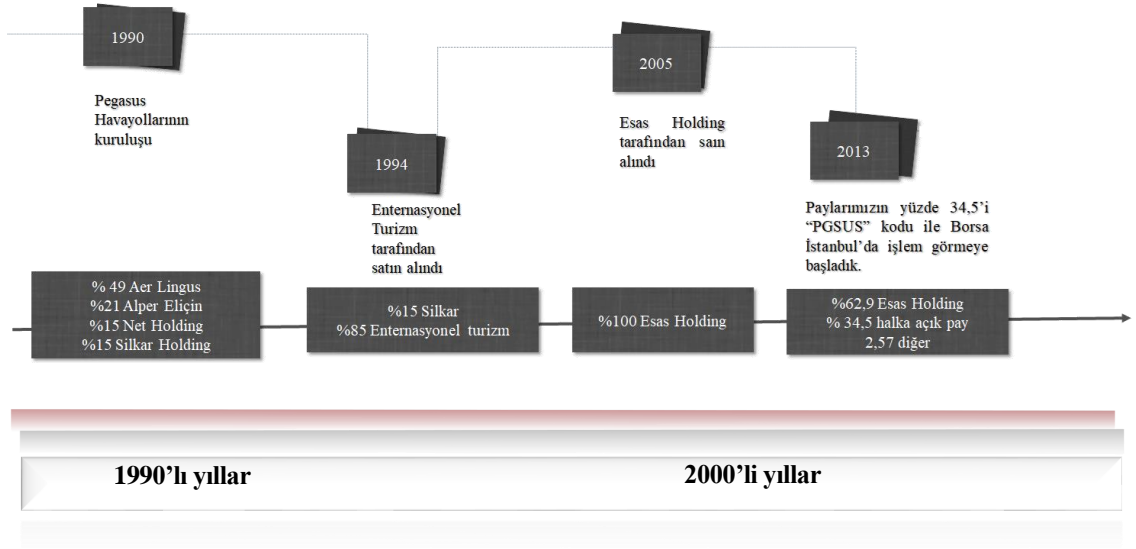 1990
Pegasus
Havayollarının
kuruluşu
1994
Enternasyonel
Turizm
tarafından
satın alındı
2005
Esas Holding
tarafından saın
alındı
2013
Paylarımızın yüzde 34,5’i
“PGSUS” kodu ile Borsa
İstanbul’da işlem görmeye
başladık.
% 49 Aer Lingus
%21 Alper Eliçin
%15 Net Holding
%15 Silkar Holding
%15 Silkar
%85 Enternasyonel turizm
%100 Esas Holding
%62,9 Esas Holding
% 34,5 halka açık pay
2,57 diğer
1990’lı yıllar
2000’li yıllar